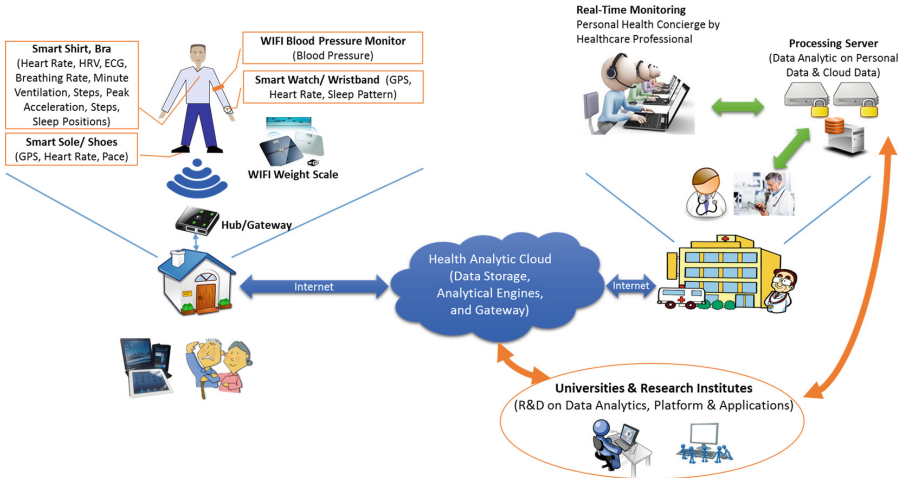 Smart Shirt, Bra
(Heart Rate, HRV, ECG,
Breathing Rate, Minute
Ventilation, Steps, Peak
Acceleration, Steps,
Sleep Positions)
Smart Sole/ Shoes
(GPS, Heart Rate, Pace)
WIFI Blood Pressure Monitor
(Blood Pressure)
Smart Watch/ Wristband (GPS,
Heart Rate, Sleep Pattern)
WIFI Weight Scale
Hub/Gateway
Real-Time Monitoring
Personal Health Concierge by
Healthcare Professional
Processing Server
(Data Analytic on Personal
Data & Cloud Data)
Internet
Health Analytic Cloud
(Data Storage,
Analytical Engines,
and Gateway)
Internet
Universities & Research Institutes
(R&D on Data Analytics, Platform & Applications)